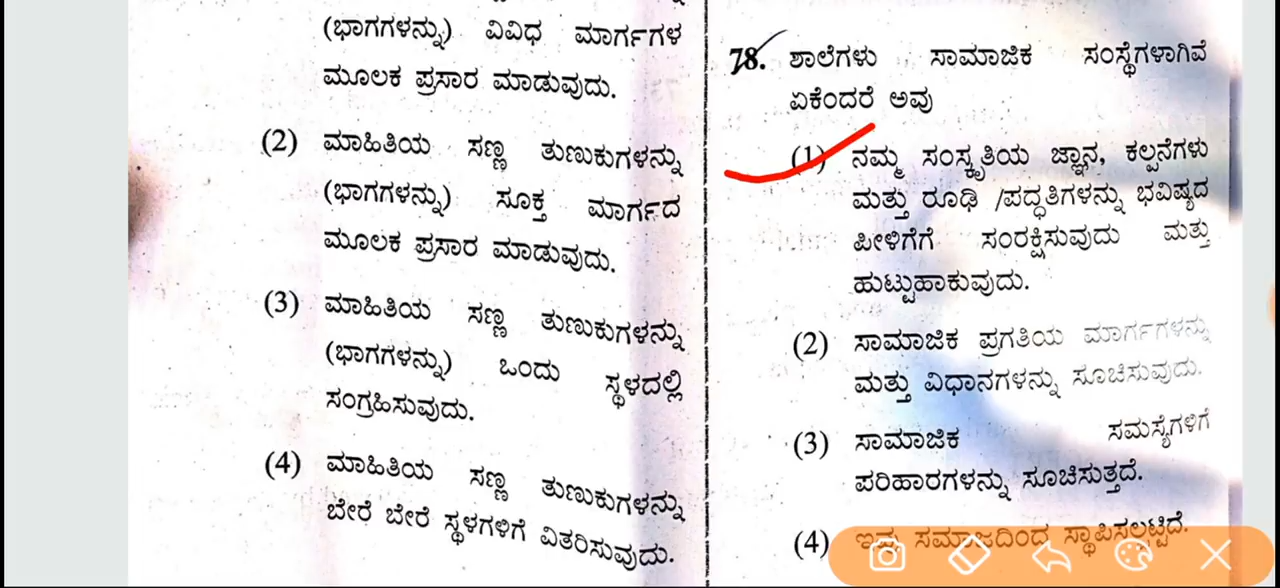 (ಭಾಗಗಳನ್ನು) ವಿವಿಧ ಮಾರ್ಗಗಳ
ಮೂಲಕ ಪ್ರಸಾರ ಮಾಡುವುದು.
(2) ಮಾಹಿತಿಯ ಸಣ್ಣ ತುಣುಕುಗಳನ್ನು
(ಭಾಗಗಳನ್ನು) ಸೂಕ್ತ ಮಾರ್ಗದ
ಮೂಲಕ ಪ್ರಸಾರ ಮಾಡುವುದು.
(3) ಮಾಹಿತಿಯ ಸಣ್ಣ ತುಣುಕುಗಳನ್ನು
(ಭಾಗಗಳನ್ನು) ಒಂದು ಸ್ಥಳದಲ್ಲಿ
ಸಂಗ್ರಹಿಸುವುದು.
(4) ಮಾಹಿತಿಯ ಸಣ್ಣ ತುಣುಕುಗಳನ್ನು
ಬೇರೆ ಬೇರೆ ಸ್ಥಳಗಳಿಗೆ ವಿತರಿಸುವುದು.
78. ಶಾಲೆಗಳು ಸಾಮಾಜಿಕ ಸಂಸ್ಥೆಗಳಾಗಿವೆ
ಏಕೆಂದರೆ ಅವು
(1) ನಮ್ಮ ಸಂಸ್ಕೃತಿಯ ಜ್ಞಾನ, ಕಲ್ಪನೆಗಳು
ಮತ್ತು ರೂಢಿ /ಪದ್ಧತಿಗಳನ್ನು ಭವಿಷ್ಯದ
ಪೀಳಿಗೆಗೆ ಸಂರಕ್ಷಿಸುವುದು ಮತ್ತು
ಹುಟ್ಟುಹಾಕುವುದು.
(2) ಸಾಮಾಜಿಕ ಪ್ರಗತಿಯ ಮಾರ್ಗಗಳನ್ನು
ಮತ್ತು ವಿಧಾನಗಳನ್ನು ಸೂಚಿಸುವುದು.
(3) ಸಾಮಾಜಿಕ ಸಮಸ್ಯೆಗಳಿಗೆ
ಪರಿಹಾರಗಳನ್ನು ಸೂಚಿಸುತ್ತದೆ.
(4) ಇವು ಸಮಾಜದಿಂದ ಸ್ಥಾಪಿಸಲ್ಪಟ್ಟಿದೆ.